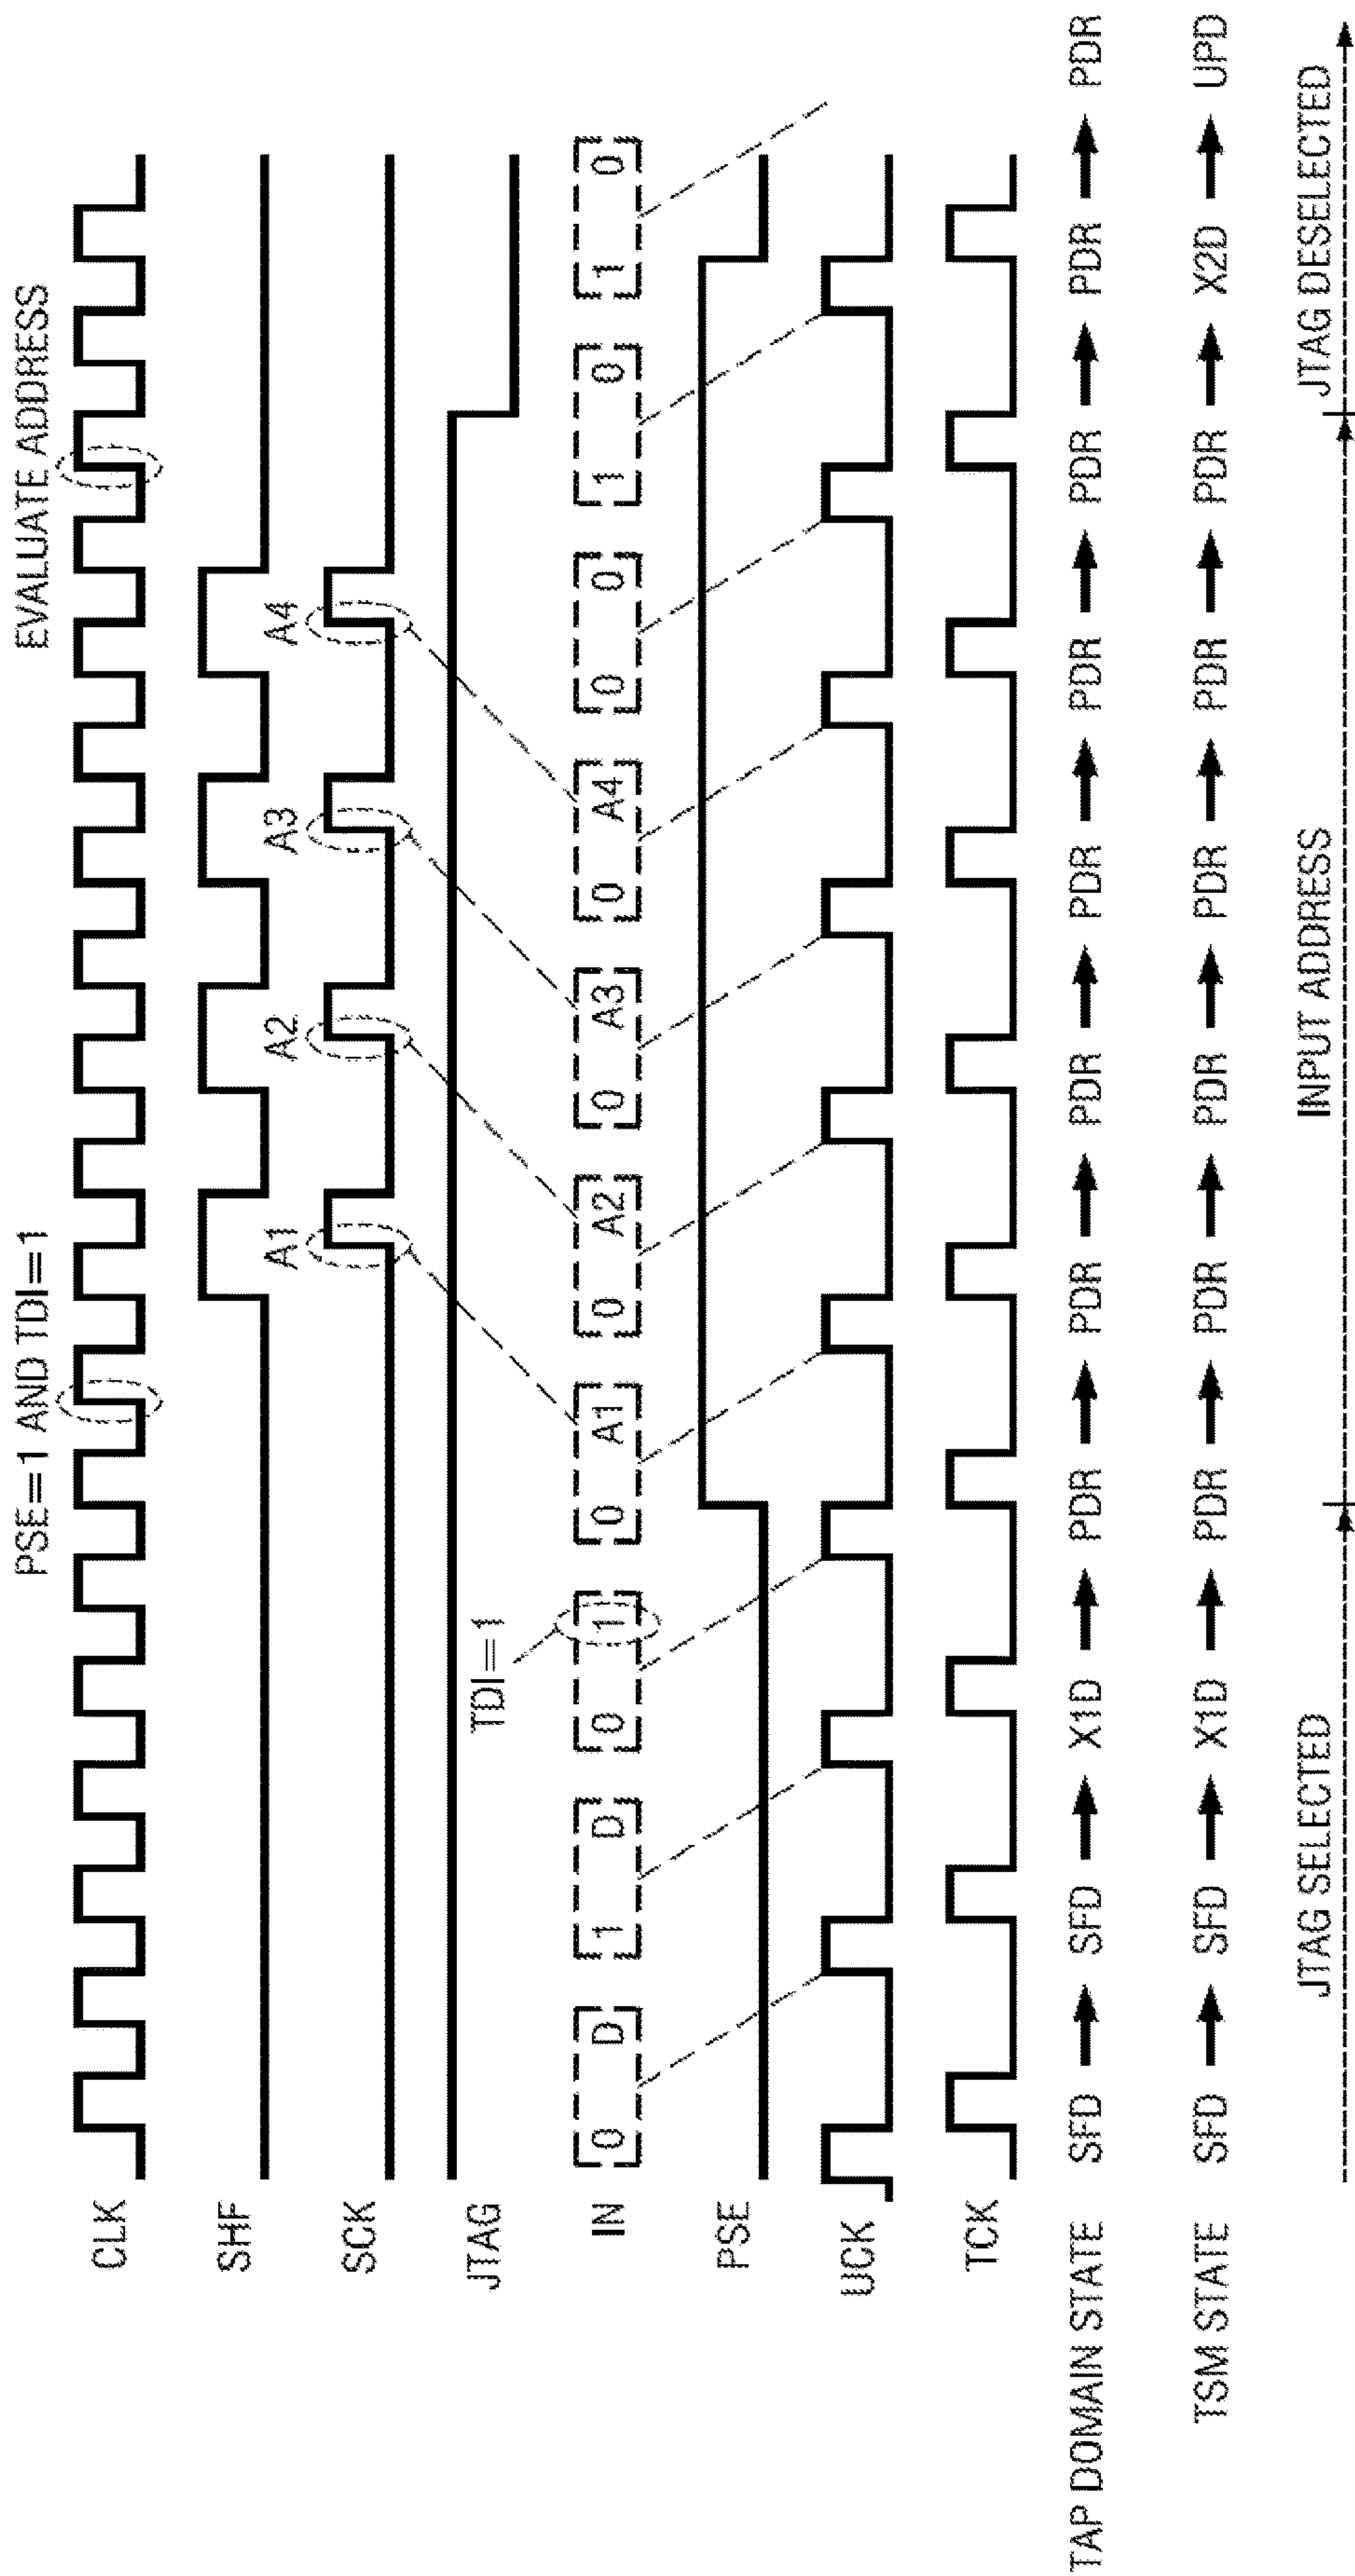 PSE=1 AND TDI=1 EVALUATE ADDRESS
CLK
SHF
A1 A2 A3 A4
SCK
JTAG
TDI=1
IN 0 D 1 D 0 1 0 A1 0 A2 0 A3 0 A4 0 0 1 0 1 0
PSE
UCK
TCK
TAP DOMAIN STATE SFD SFD X1D PDR PDR PDR PDR PDR PDR PDR PDR
TSM STATE SFD SFD X1D PDR PDR PDR PDR PDR PDR X2D UPD
JTAG SELECTED INPUT ADDRESS JTAG DESELECTED